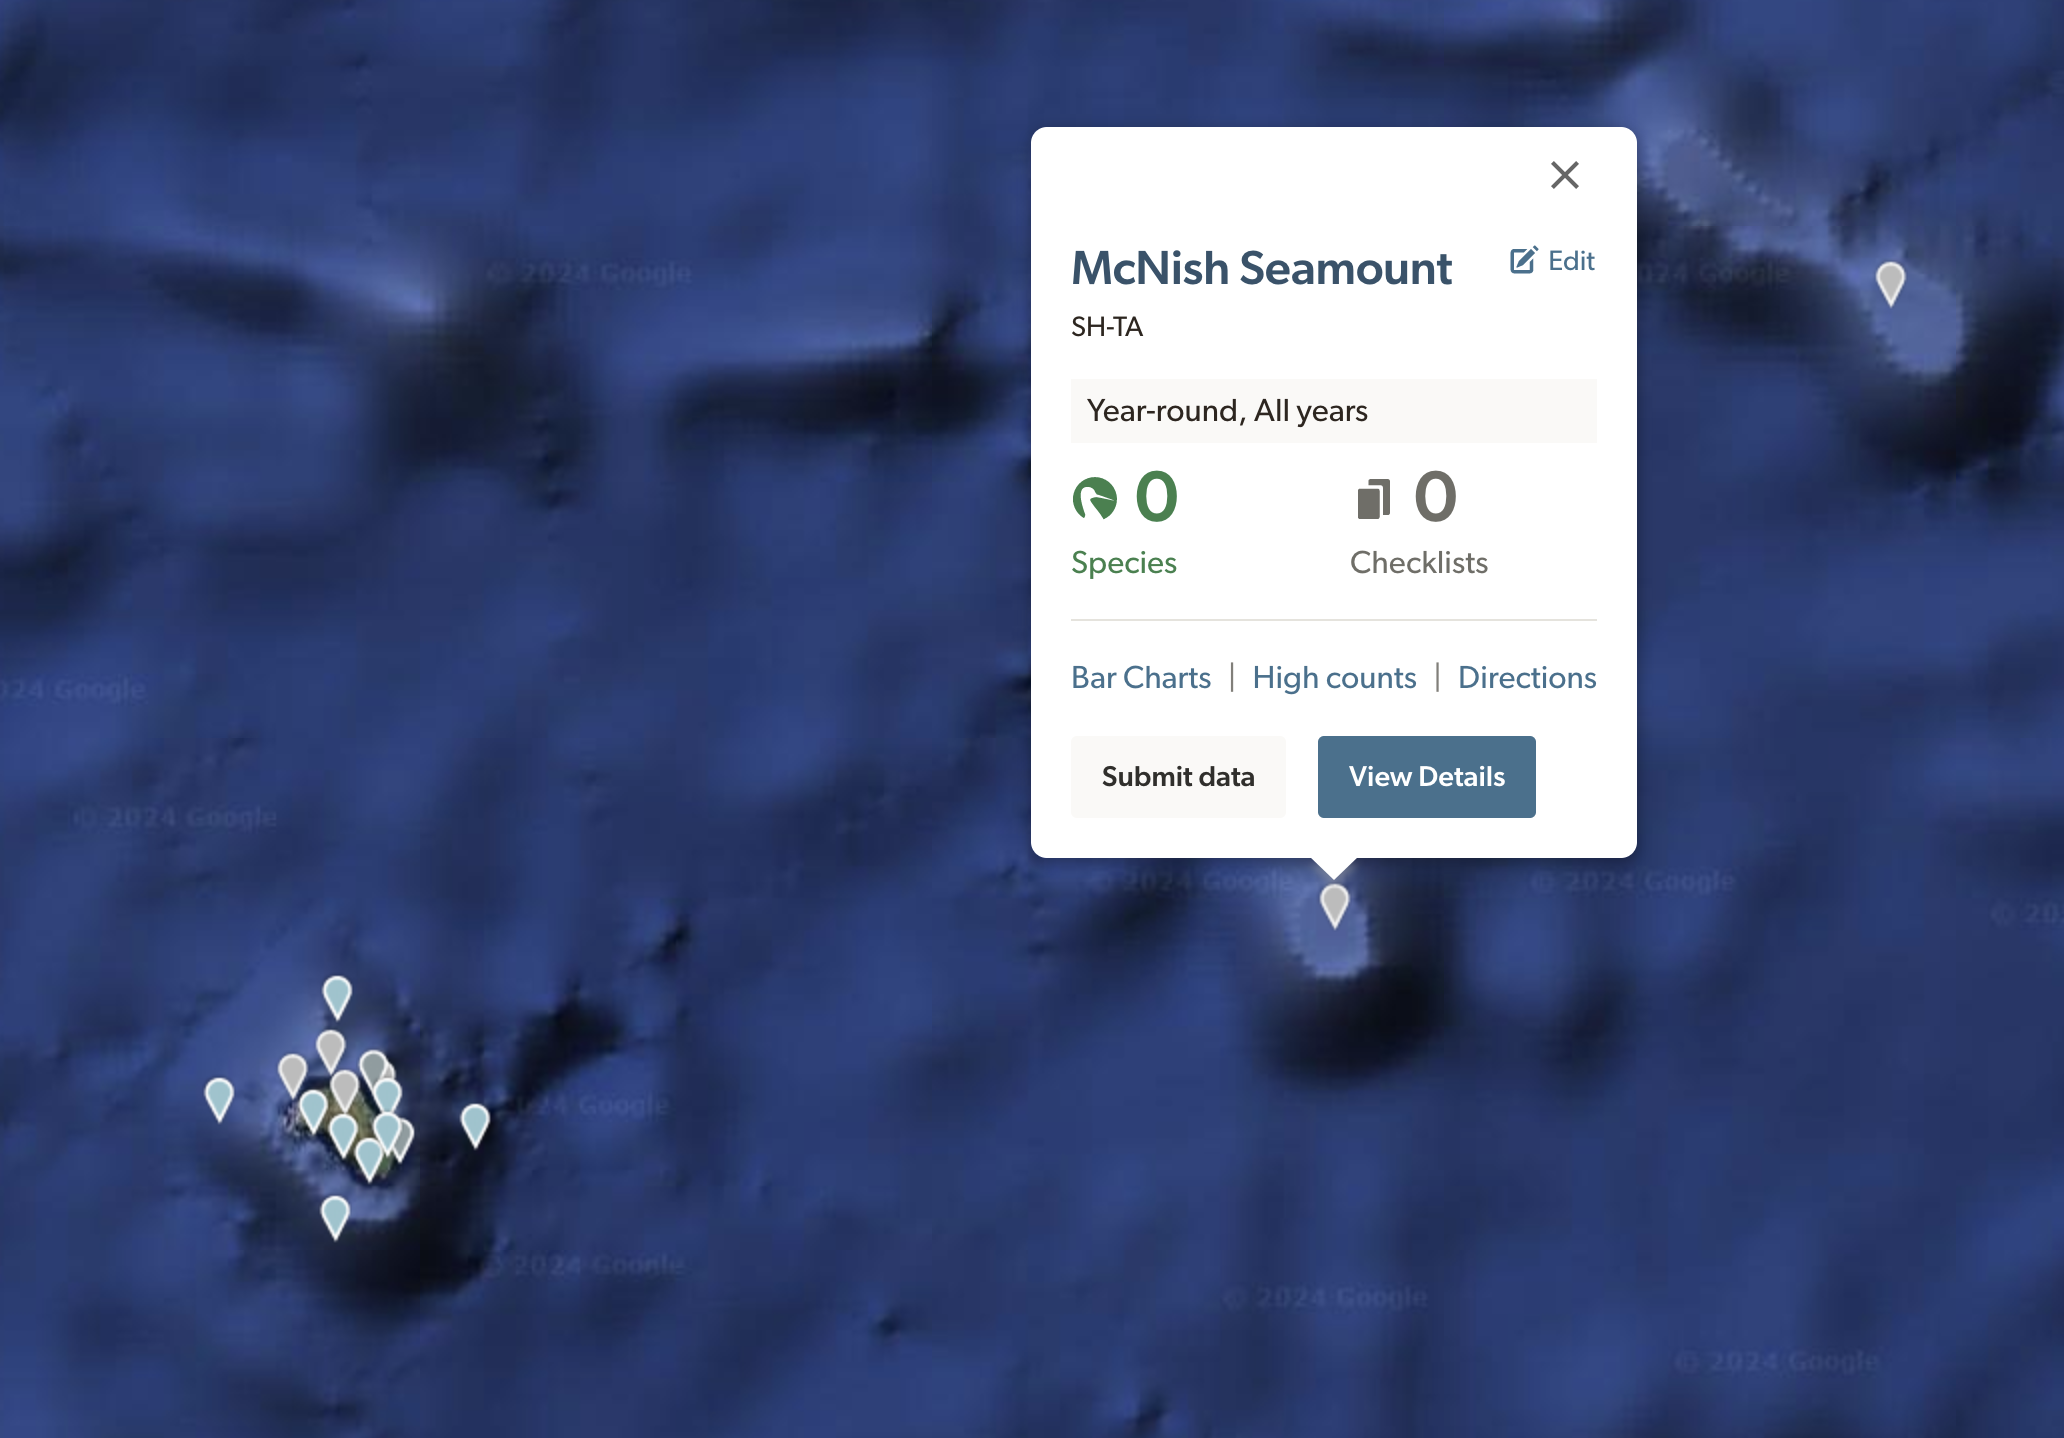 © 2024 Google
McNish Seamount
Edit
SH-TA
024 Google
Year-round, All years
0
Species
0
Checklists
Bar Charts | High counts | Directions
024 Google
Submit data
View Details
© 2024 Google
© 2024 Google
© 2024 Google
© 20
24 Google
© 2024 Google
© 2024 Google
© 2024 Google